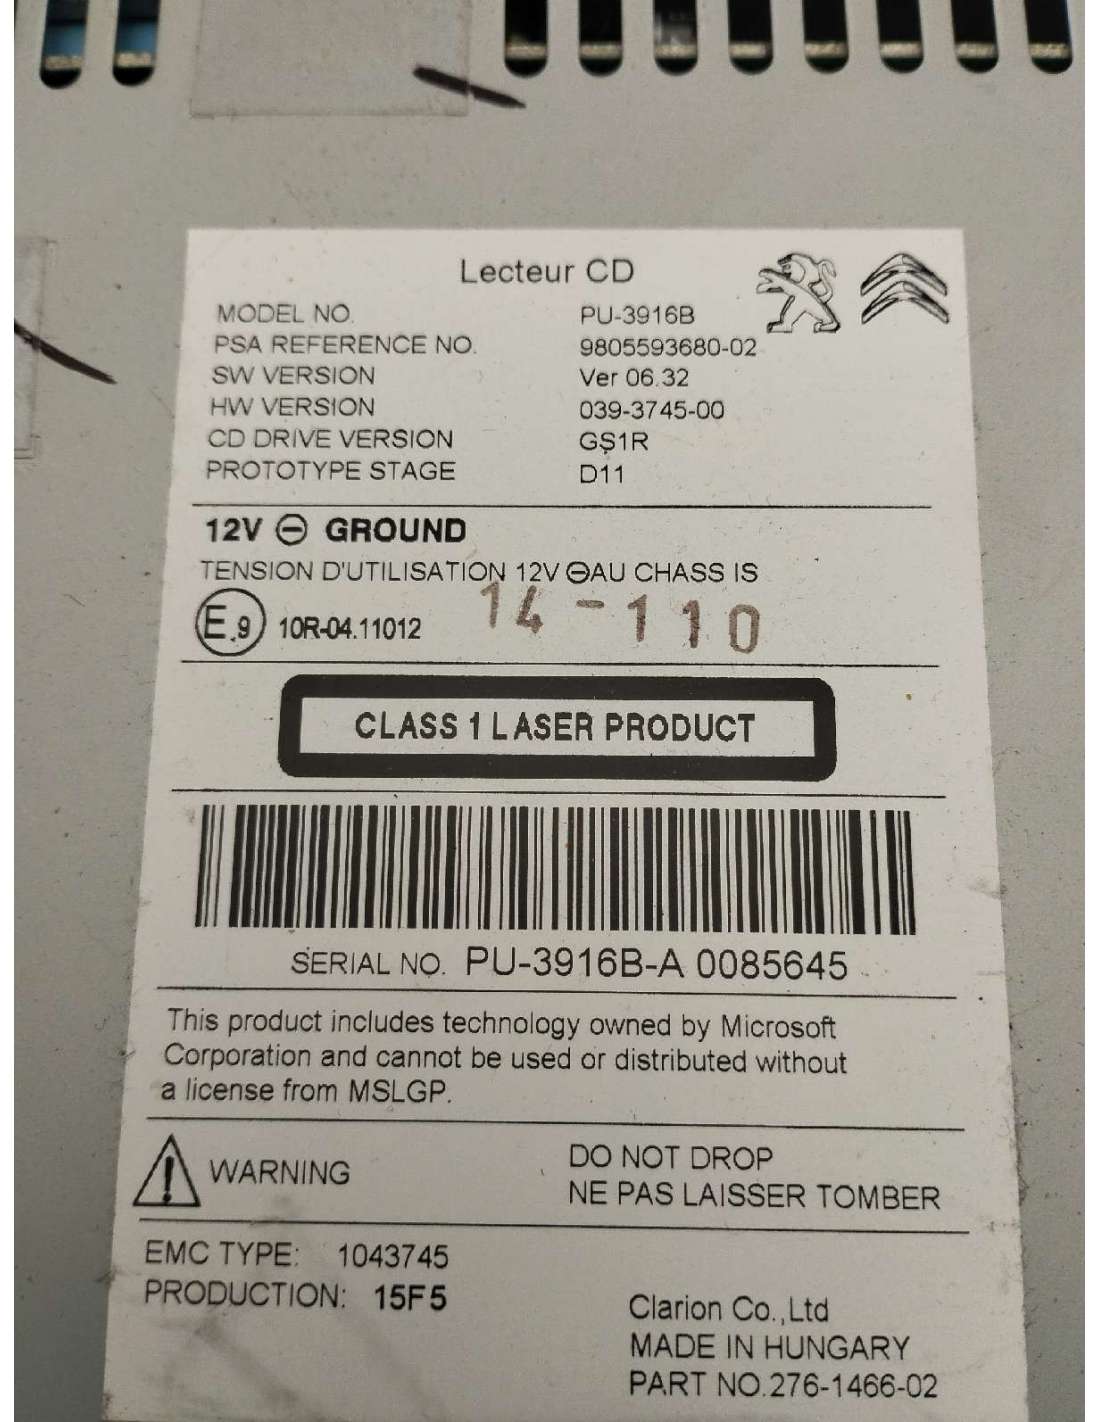 Lecteur CD
MODEL NO. PU-3916B
PSA REFERENCE NO. 9805593680-02
SW VERSION Ver 06.32
HW VERSION 039-3745-00
CD DRIVE VERSION GS1R
PROTOTYPE STAGE D11
12V ⊖ GROUND
TENSION D'UTILISATION 12V ⊖AU CHASS IS
E9 10R-04.11012 14-110
CLASS 1 LASER PRODUCT
SERIAL NO. PU-3916B-A 0085645
This product includes technology owned by Microsoft
Corporation and cannot be used or distributed without
a license from MSLGP.
WARNING DO NOT DROP
NE PAS LAISSER TOMBER
EMC TYPE: 1043745
PRODUCTION: 15F5
Clarion Co.,Ltd
MADE IN HUNGARY
PART NO.276-1466-02